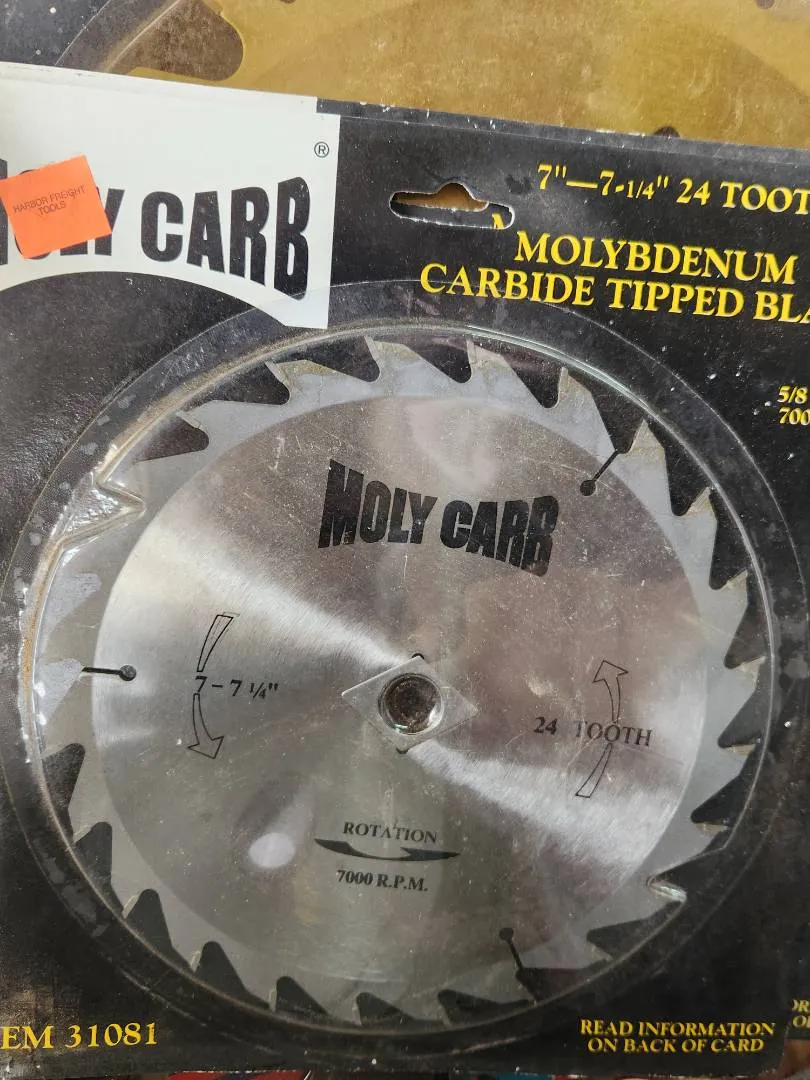 HARBOR FREIGHT
TOOLS
MOLY CARB®
7"—7-1/4" 24 TOOT
MOLYBDENUM
CARBIDE TIPPED BLA
5/8
700
MOLY CARB
7 – 7 1/4"
24 TOOTH
ROTATION
7000 R.P.M.
EM 31081
READ INFORMATION
ON BACK OF CARD